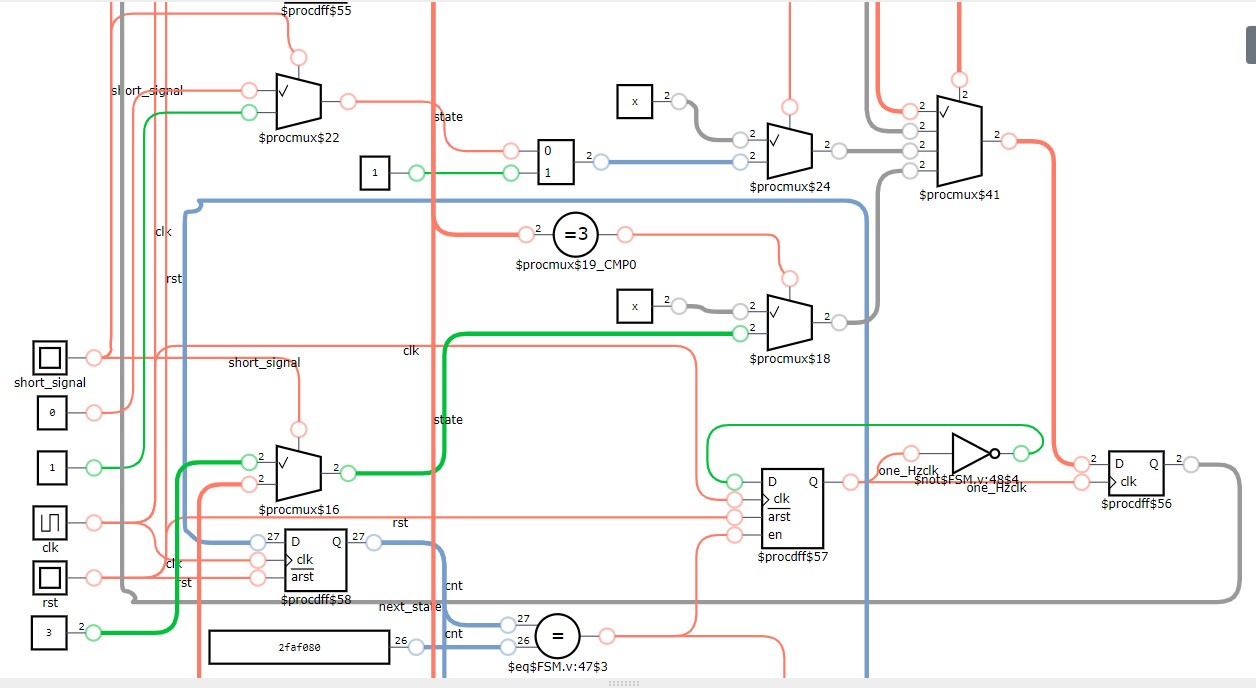 $procdff$55
short_signal
$procmux$22
state
1
0
1
2
x
2
2
2
2
$procmux$24
2
2
2
2
2
2
$procmux$41
clk
rst
2
=3
$procmux$19_CMP0
x
2
2
2
2
$procmux$18
short_signal
clk
short_signal
0
1
clk
rst
3
2
state
2
2
2
$procmux$16
rst
27
D
Q
27
clk
arst
$procdff$58
clk
rst
cnt
next_state
cnt
2faf080
26
27
26
=
$eq$FSM.v:47$3
D
Q
clk
arst
en
$procdff$57
one_Hzclk
$not$FSM.v:48$4
one_Hzclk
2
D
Q
2
clk
$procdff$56